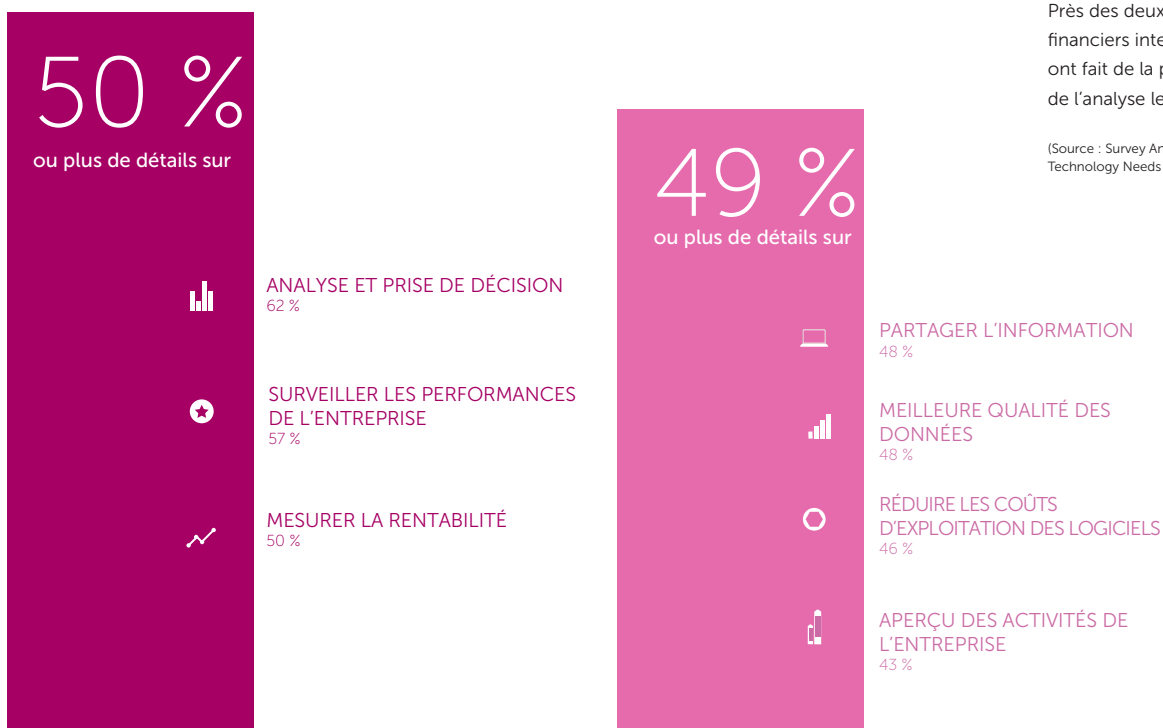 50 %
ou plus de détails sur
ANALYSE ET PRISE DE DÉCISION
62 %
SURVEILLER LES PERFORMANCES
DE L'ENTREPRISE
57 %
MESURER LA RENTABILITÉ
50 %
49 %
ou plus de détails sur
PARTAGER L'INFORMATION
48 %
MEILLEURE QUALITÉ DES
DONNÉES
48 %
RÉDUIRE LES COÛTS
D'EXPLOITATION DES LOGICIELS
46 %
APERÇU DES ACTIVITÉS DE
L'ENTREPRISE
43 %
Près des deux
financiers
ont fait de la
de l'analyse
(Source : Survey
Technology Needs